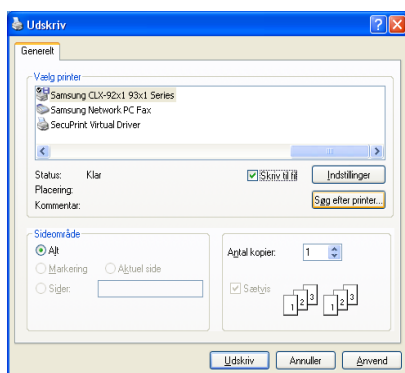 Udskriv
Generelt
Vælg printer
Samsung CLX-92x1 93x1 Series
Samsung Network PC Fax
SecuPrint Virtual Driver
Status: Klar
Skriv til fil
Indstillinger
Placering:
Kommentar:
Søg efter printer...
Sideområde
Alt
Markering Aktuel side
Sider:
Antal kopier: 1
Sætvis
1 2 3 1 2 3
Udskriv Annuller Anvend